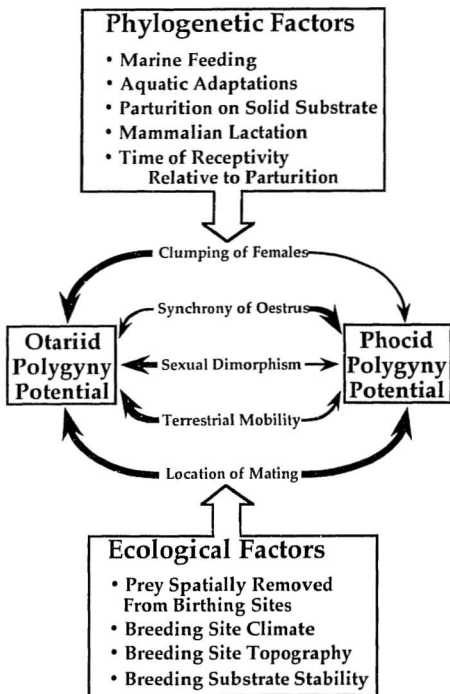 Phylogenetic Factors
• Marine Feeding
• Aquatic Adaptations
• Parturition on Solid Substrate
• Mammalian Lactation
• Time of Receptivity
Relative to Parturition
Clumping of Females
Synchrony of Oestrus
Otariid
Polygyny
Potential
Sexual Dimorphism
Phocid
Polygyny
Potential
Terrestrial Mobility
Location of Mating
Ecological Factors
• Prey Spatially Removed
From Birthing Sites
• Breeding Site Climate
• Breeding Site Topography
• Breeding Substrate Stability